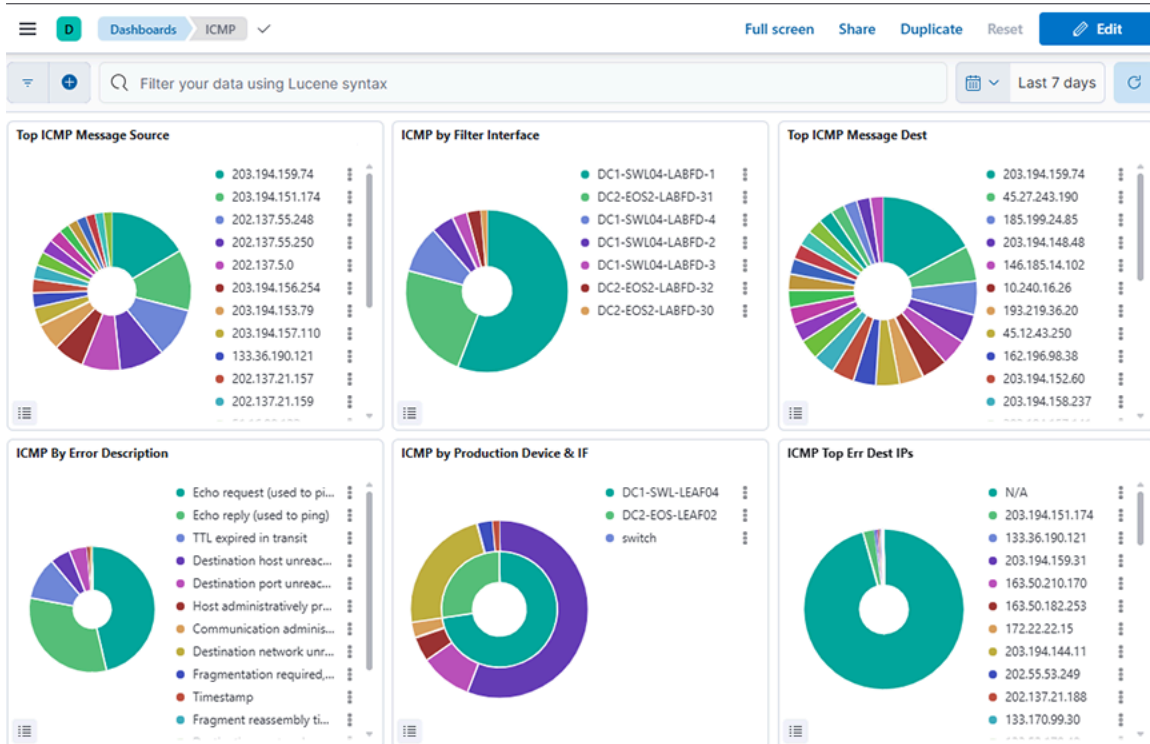 D Dashboards ICMP Full screen Share Duplicate Reset Edit
Filter your data using Lucene syntax Last 7 days
Top ICMP Message Source
203.194.159.74
203.194.151.174
202.137.55.248
202.137.55.250
202.137.5.0
203.194.156.254
203.194.153.79
203.194.157.110
133.36.190.121
202.137.21.157
202.137.21.159
ICMP by Filter Interface
DC1-SWL04-LABFD-1
DC2-EOS2-LABFD-31
DC1-SWL04-LABFD-4
DC1-SWL04-LABFD-2
DC1-SWL04-LABFD-3
DC2-EOS2-LABFD-32
DC2-EOS2-LABFD-30
Top ICMP Message Dest
203.194.159.74
45.27.243.190
185.199.24.85
203.194.148.48
146.185.14.102
10.240.16.26
193.219.36.20
45.12.43.250
162.196.98.38
203.194.152.60
203.194.158.237
ICMP By Error Description
Echo request (used to pi...
Echo reply (used to ping)
TTL expired in transit
Destination host unreac...
Destination port unreac...
Host administratively pr...
Communication adminis...
Destination network unr...
Fragmentation required,...
Timestamp
Fragment reassembly ti...
ICMP by Production Device & IF
DC1-SWL-LEAF04
DC2-EOS-LEAF02
switch
ICMP Top Err Dest IPs
N/A
203.194.151.174
133.36.190.121
203.194.159.31
163.50.210.170
163.50.182.253
172.22.22.15
203.194.144.11
202.55.53.249
202.137.21.188
133.170.99.30